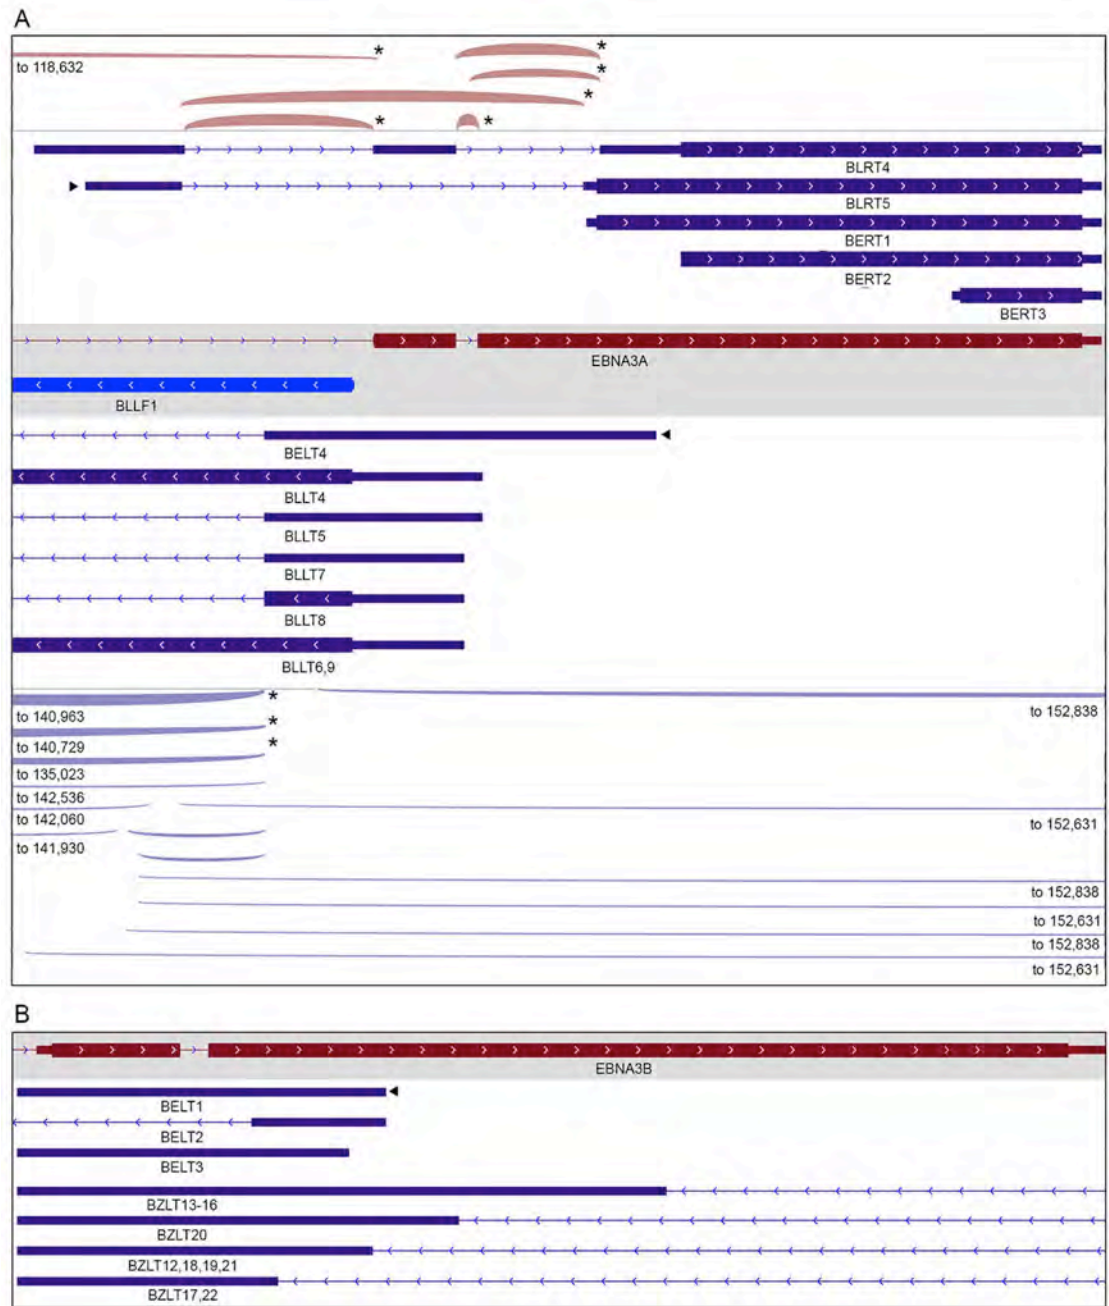 A
*
*
to 118,632
*
*
*
*
BLRT4
BLRT5
BERT1
BERT2
BERT3
EBNA3A
BLLF1
BELT4
BLLT4
BLLT5
BLLT7
BLLT8
BLLT6,9
*
to 140,963
to 152,838
*
to 140,729
*
to 135,023
to 142,536
to 142,060
to 152,631
to 141,930
to 152,838
to 152,631
to 152,838
to 152,631
B
EBNA3B
BELT1
BELT2
BELT3
BZLT13-16
BZLT20
BZLT12,18,19,21
BZLT17,22